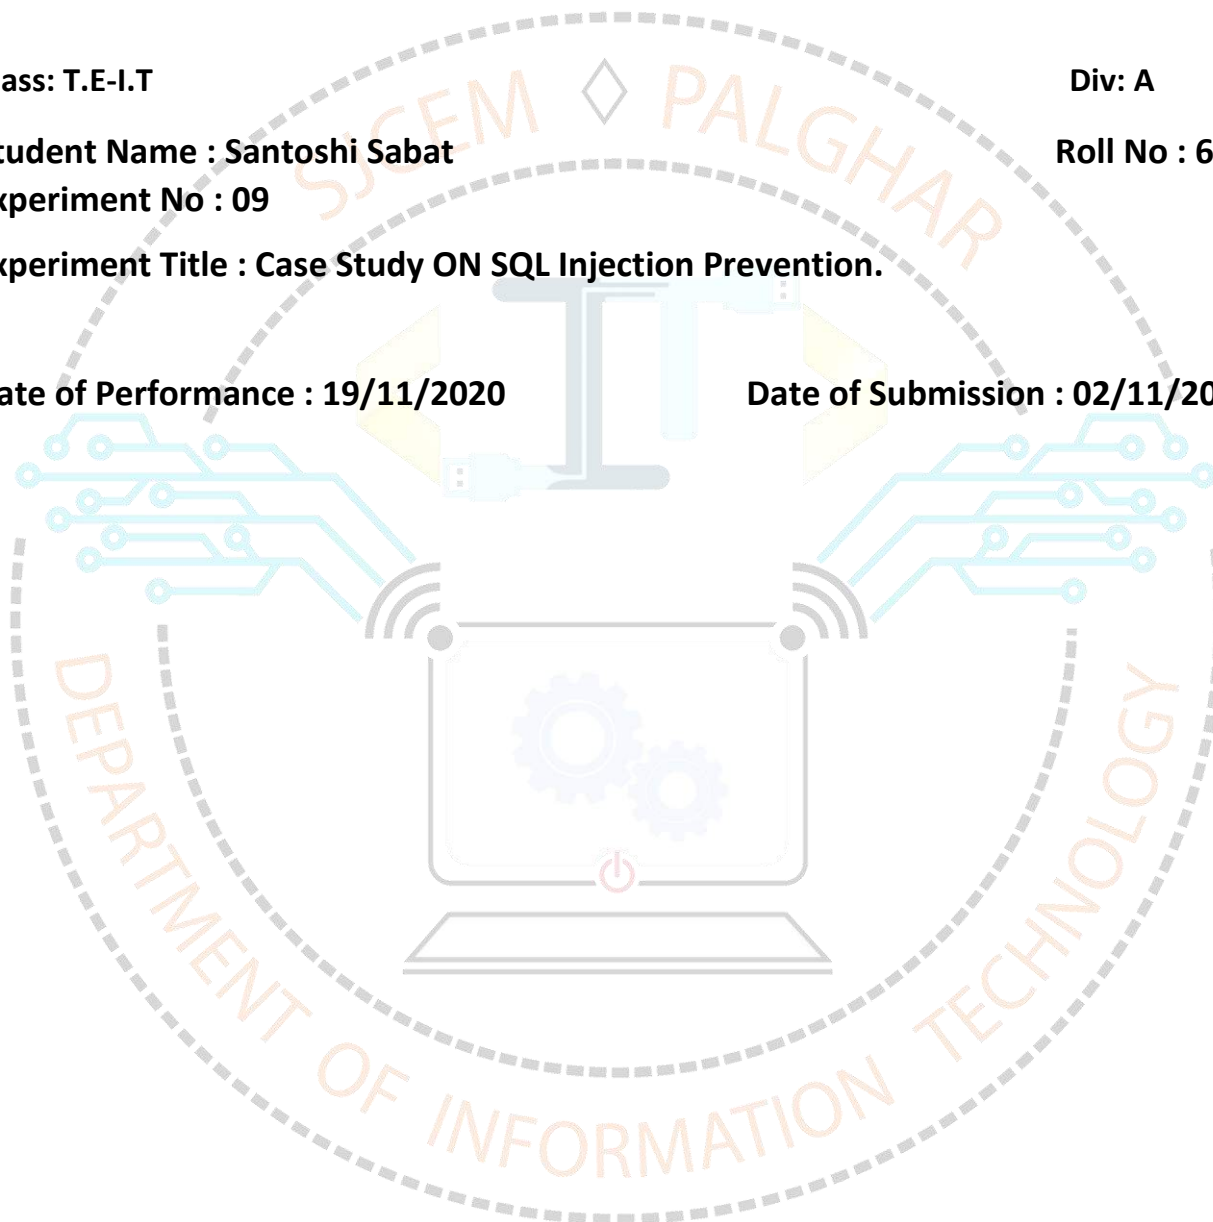 ass: T.E-I.T Div: A
tudent Name : Santoshi Sabat Roll No : 6
xperiment No : 09
xperiment Title : Case Study ON SQL Injection Prevention.
ate of Performance : 19/11/2020 Date of Submission : 02/11/20
SJCEM ◊ PALGHAR
DEPARTMENT OF INFORMATION TECHNOLOGY